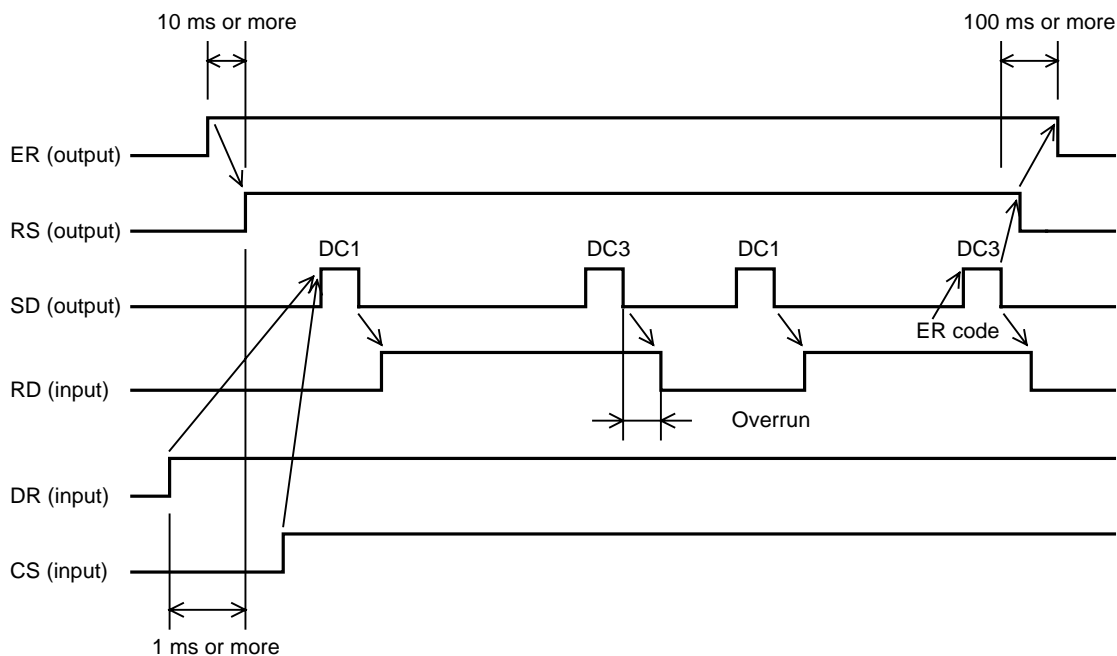 10 ms or more
100 ms or more
ER (output)
RS (output)
DC1
DC3
DC1
DC3
SD (output)
ER code
RD (input)
Overrun
DR (input)
CS (input)
1 ms or more